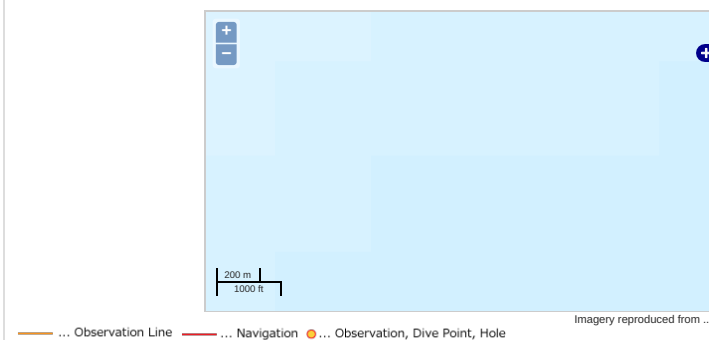 +
−
+
200 m
1000 ft
Imagery reproduced from ..
... Observation Line ... Navigation ... Observation, Dive Point, Hole